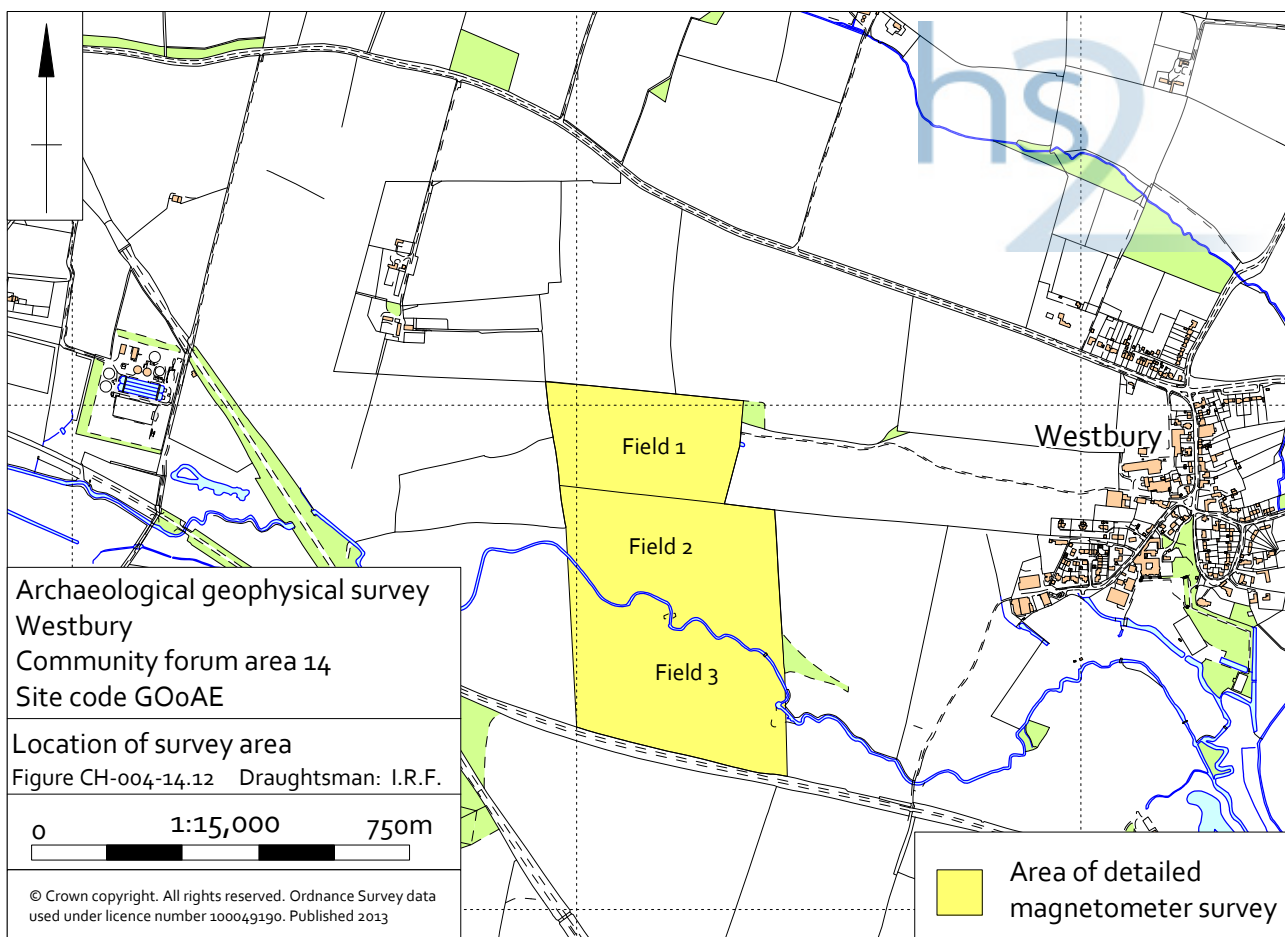 hs2
Westbury
Field 1
Field 2
Field 3
Archaeological geophysical survey
Westbury
Community forum area 14
Site code GO0AE
Location of survey area
Figure CH-004-14.12 Draughtsman: I.R.F.
0 1:15,000 750m
© Crown copyright. All rights reserved. Ordnance Survey data
used under licence number 100049190. Published 2013
Area of detailed
magnetometer survey